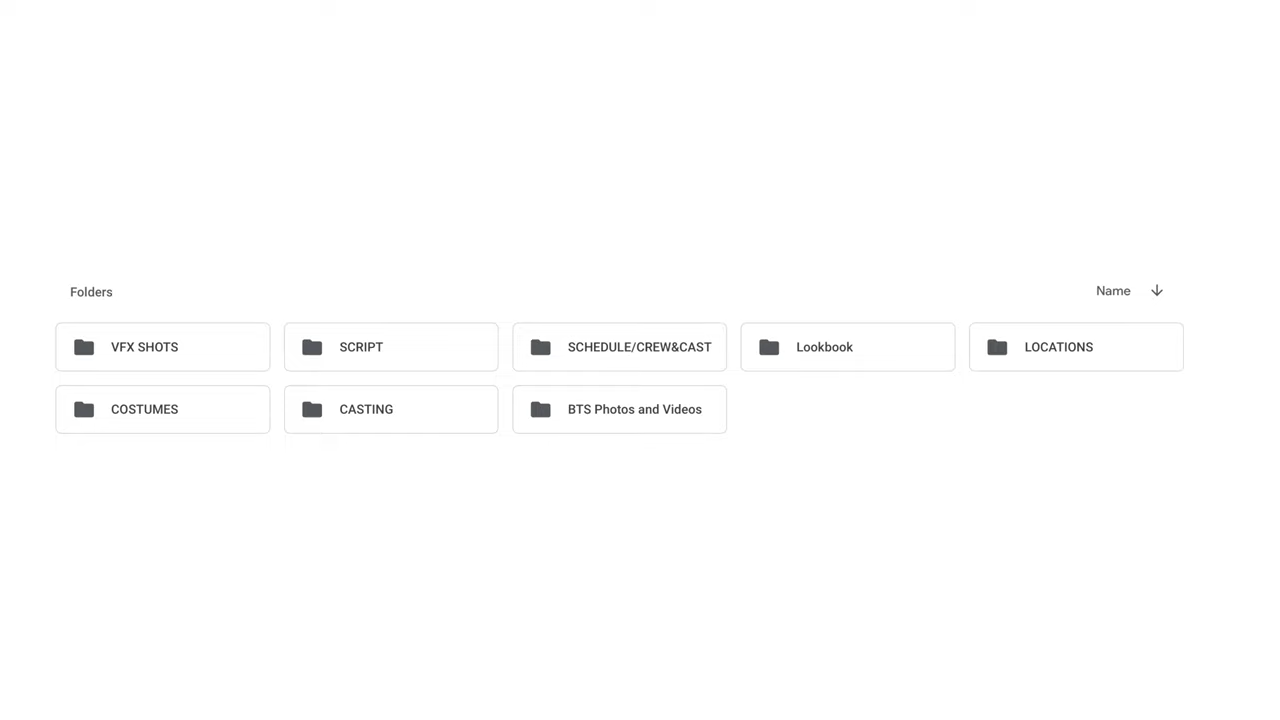 Folders
Name
VFX SHOTS
SCRIPT
SCHEDULE/CREW&CAST
Lookbook
LOCATIONS
COSTUMES
CASTING
BTS Photos and Videos